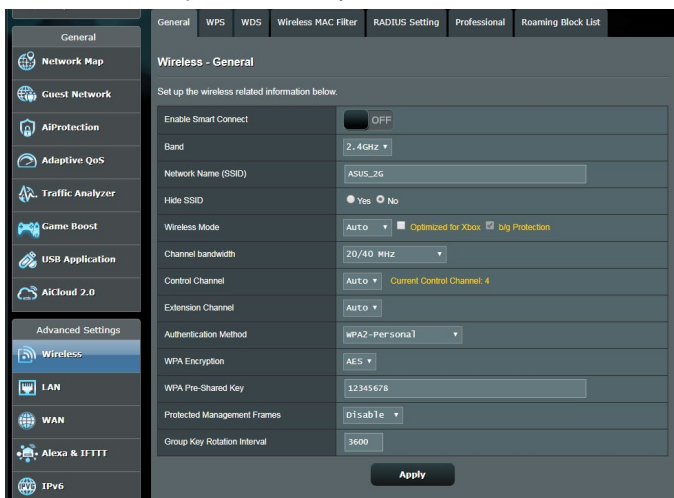 General WPS WDS Wireless MAC Filter RADIUS Setting Professional Roaming Block List
General
Network Map
Guest Network
AiProtection
Adaptive QoS
Traffic Analyzer
Game Boost
USB Application
AiCloud 2.0
Advanced Settings
Wireless
LAN
WAN
Alexa & IFTTT
IPv6
Wireless - General
Set up the wireless related information below.
Enable Smart Connect OFF
Band 2.4GHz
Network Name (SSID) ASUS_2G
Hide SSID Yes No
Wireless Mode Auto Optimized for Xbox b/g Protection
Channel bandwidth 20/40 MHz
Control Channel Auto Current Control Channel: 4
Extension Channel Auto
Authentication Method WPA2-Personal
WPA Encryption AES
WPA Pre-Shared Key 12345678
Protected Management Frames Disable
Group Key Rotation Interval 3600
Apply